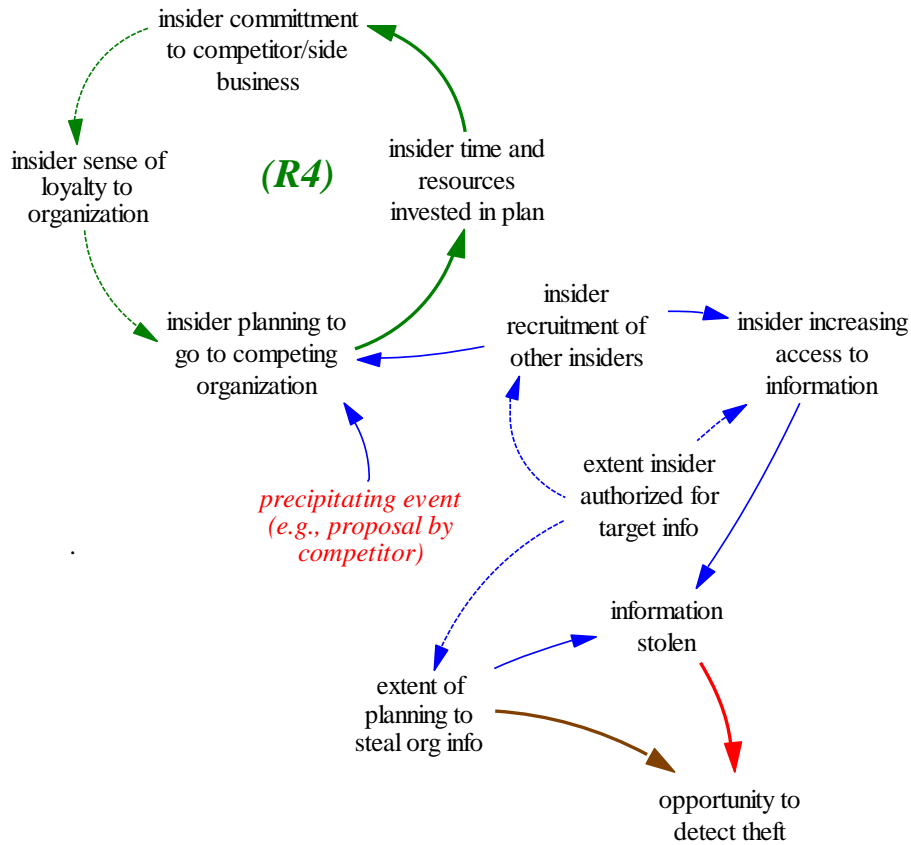 insider committment
to competitor/side
business
insider sense of
loyalty to
organization
(R4)
insider time and
resources
invested in plan
insider planning to
go to competing
organization
insider
recruitment of
other insiders
insider increasing
access to
information
precipitating event
(e.g., proposal by
competitor)
extent insider
authorized for
target info
.
information
stolen
extent of
planning to
steal org info
opportunity to
detect theft